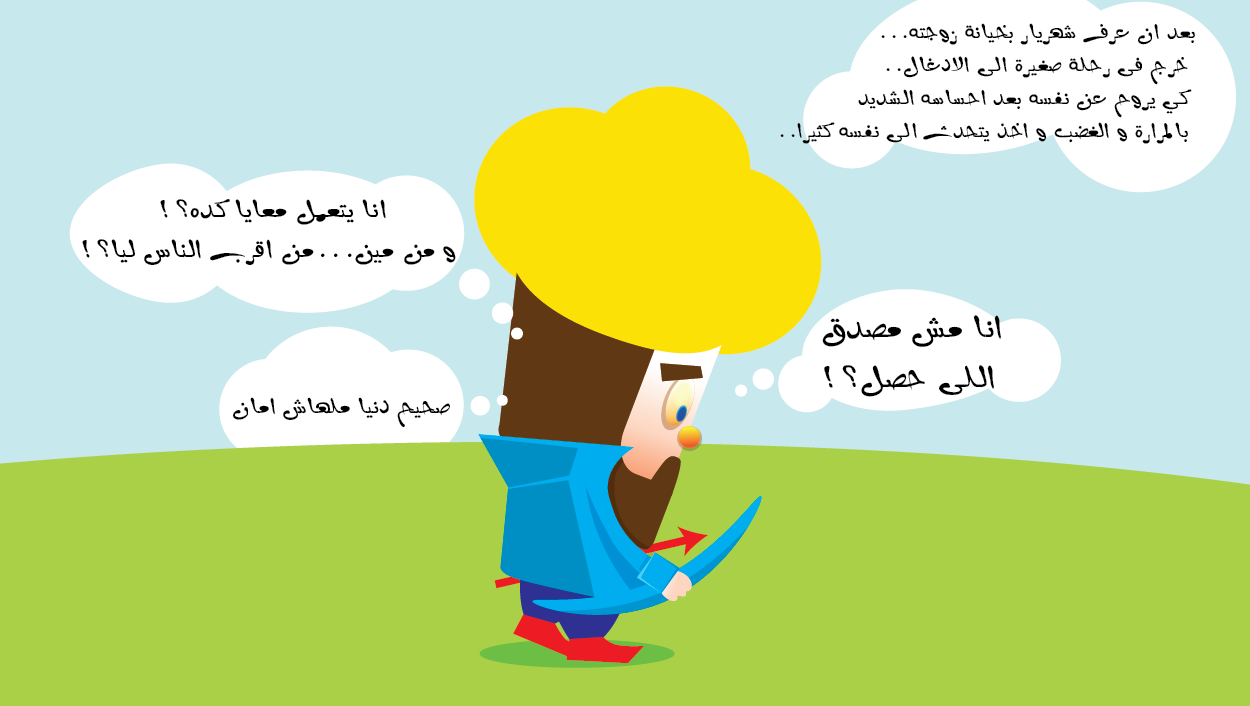 بعد ان عرف شهريار بخيانة زوجته...
خرج فى رحلة صغيرة الى الادغال..
كي يروح عن نفسه بعد احساسه الشديد
بالمرارة و الغضب و اخذ يتحدث الى نفسه كثيرا..
انا مش مصدق
اللى حصل؟!
انا يتعمل معايا كده؟!
و من مين...من اقرب الناس ليا؟!
صحيح دنيا ملهاش امان